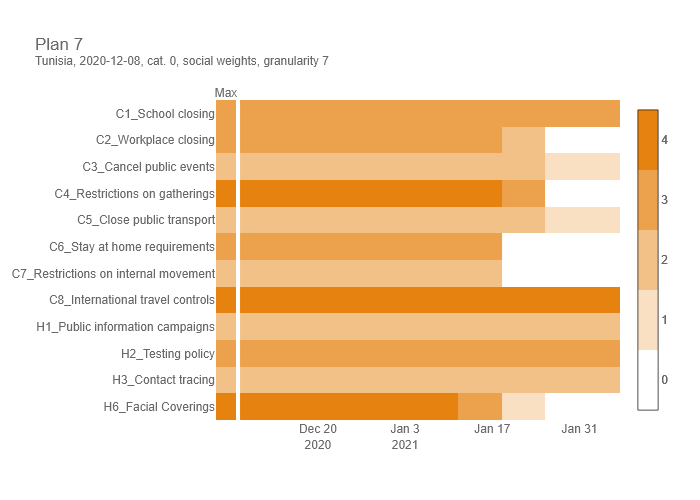 Plan 7
Tunisia, 2020-12-08, cat. 0, social weights, granularity 7
Max
C1_School closing
C2_Workplace closing
C3_Cancel public events
C4_Restrictions on gatherings
C5_Close public transport
C6_Stay at home requirements
C7_Restrictions on internal movement
C8_International travel controls
H1_Public information campaigns
H2_Testing policy
H3_Contact tracing
H6_Facial Coverings
4
3
2
1
0
Dec 20 Jan 3 Jan 17 Jan 31
2020 2021